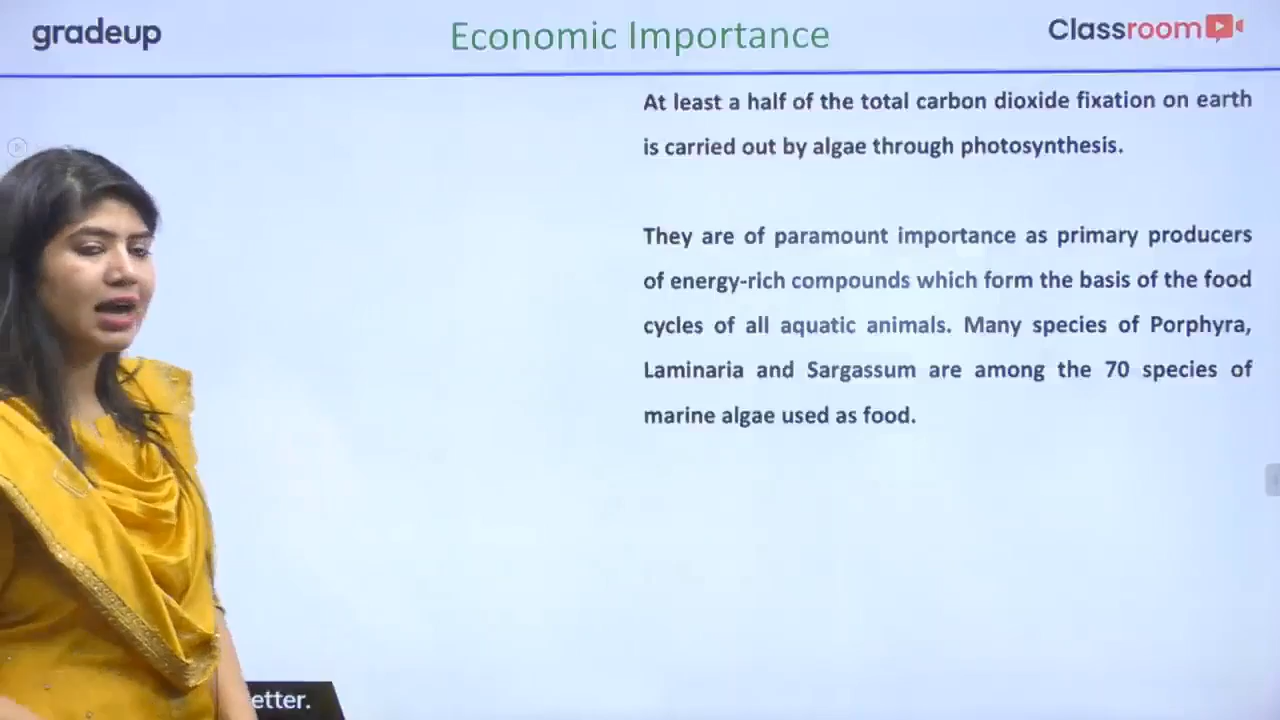 gradeup
Economic Importance
Classroom
At least a half of the total carbon dioxide fixation on earth
is carried out by algae through photosynthesis.
They are of paramount importance as primary producers
of energy-rich compounds which form the basis of the food
cycles of all aquatic animals. Many species of Porphyra,
Laminaria and Sargassum are among the 70 species of
marine algae used as food.
etter.